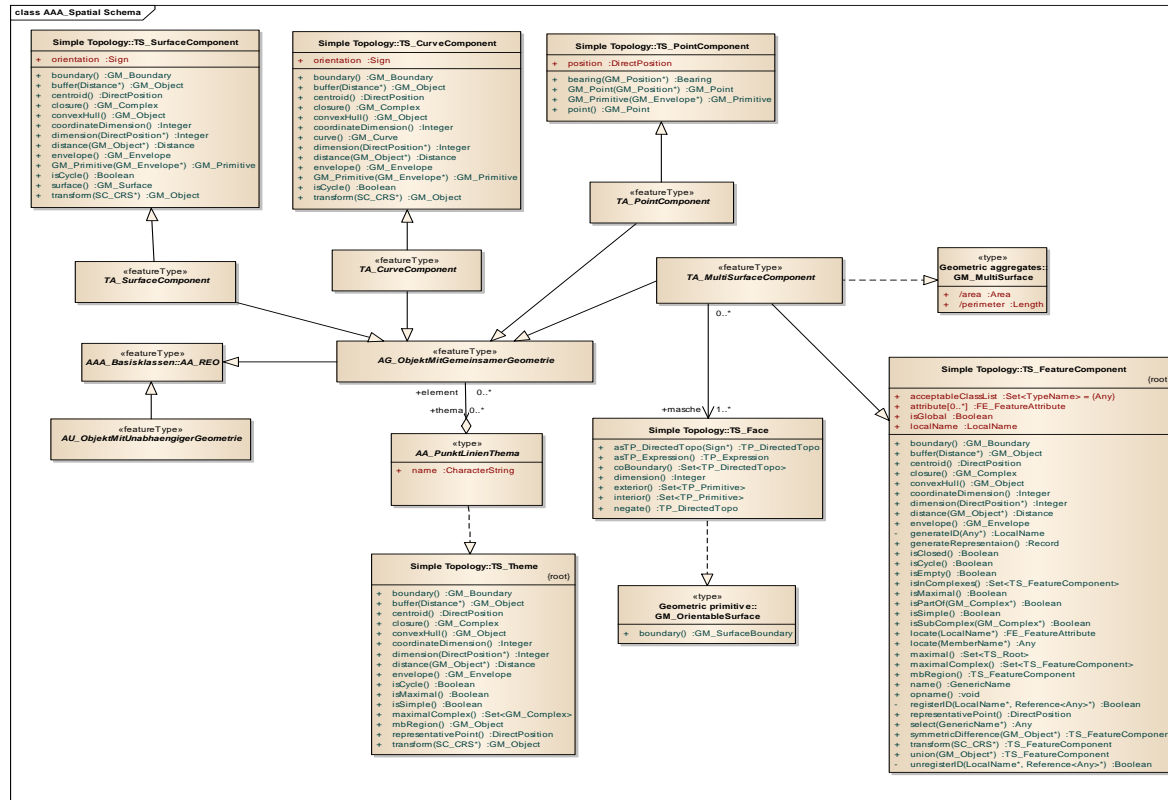 class AAA_Spatial Schema
Simple Topology::TS_SurfaceComponent
+ orientation :Sign
+ boundary() :GM_Boundary
+ buffer(Distance*) :GM_Object
+ centroid() :DirectPosition
+ closure() :GM_Complex
+ convexHull() :GM_Object
+ coordinateDimension() :Integer
+ dimension(DirectPosition*) :Integer
+ distance(GM_Object*) :Distance
+ envelope() :GM_Envelope
+ GM_Primitive(GM_Envelope*) :GM_Primitive
+ isCycle() :Boolean
+ surface() :GM_Surface
+ transform(SC_CRS*) :GM_Object
Simple Topology::TS_CurveComponent
+ orientation :Sign
+ boundary() :GM_Boundary
+ buffer(Distance*) :GM_Object
+ centroid() :DirectPosition
+ closure() :GM_Complex
+ convexHull() :GM_Object
+ coordinateDimension() :Integer
+ curve() :GM_Curve
+ dimension(DirectPosition*) :Integer
+ distance(GM_Object*) :Distance
+ envelope() :GM_Envelope
+ GM_Primitive(GM_Envelope*) :GM_Primitive
+ isCycle() :Boolean
+ transform(SC_CRS*) :GM_Object
Simple Topology::TS_PointComponent
+ position :DirectPosition
+ bearing(GM_Position*) :Bearing
+ GM_Point(GM_Position*) :GM_Point
+ GM_Primitive(GM_Envelope*) :GM_Primitive
+ point() :GM_Point
«featureType»
TA_PointComponent
«featureType»
TA_SurfaceComponent
«featureType»
TA_CurveComponent
«featureType»
TA_MultiSurfaceComponent
«type»
Geometric aggregates::
GM_MultiSurface
+ /area :Area
+ /perimeter :Length
«featureType»
AAA_Basisklassen::AA_REO
«featureType»
AG_ObjektMitGemeinsamerGeometrie
«featureType»
AU_ObjektMitUnabhaengigerGeometrie
+element 0..*
+thema 0..*
0..*
+masche 1..*
«type»
AA_PunktLinienThema
+ name :CharacterString
Simple Topology::TS_Face
+ asTP_DirectedTopo(Sign*) :TP_DirectedTopo
+ asTP_Expression() :TP_Expression
+ coBoundary() :Set<TP_DirectedTopo>
+ dimension() :Integer
+ exterior() :Set<TP_Primitive>
+ interior() :Set<TP_Primitive>
+ negate() :TP_DirectedTopo
«type»
Geometric primitive::
GM_OrientableSurface
+ boundary() :GM_SurfaceBoundary
Simple Topology::TS_Theme
{root}
+ boundary() :GM_Boundary
+ buffer(Distance*) :GM_Object
+ centroid() :DirectPosition
+ closure() :GM_Complex
+ convexHull() :GM_Object
+ coordinateDimension() :Integer
+ dimension(DirectPosition*) :Integer
+ distance(GM_Object*) :Distance
+ envelope() :GM_Envelope
+ isCycle() :Boolean
+ isMaximal() :Boolean
+ isSimple() :Boolean
+ maximalComplex() :Set<GM_Complex>
+ mbRegion() :GM_Object
+ representativePoint() :DirectPosition
+ transform(SC_CRS*) :GM_Object
Simple Topology::TS_FeatureComponent
{root
+ acceptableClassList :Set<TypeName> = (Any)
+ attribute[0..*] :FE_FeatureAttribute
+ isGlobal :Boolean
+ localName :LocalName
+ boundary() :GM_Boundary
+ buffer(Distance*) :GM_Object
+ centroid() :DirectPosition
+ closure() :GM_Complex
+ convexHull() :GM_Object
+ coordinateDimension() :Integer
+ dimension(DirectPosition*) :Integer
+ distance(GM_Object*) :Distance
+ envelope() :GM_Envelope
- generateID(Any*) :LocalName
+ generateRepresentaion() :Record
+ isClosed() :Boolean
+ isCycle() :Boolean
+ isEmpty() :Boolean
+ isInComplexes() :Set<TS_FeatureComponent>
+ isMaximal() :Boolean
+ isPartOf(GM_Complex*) :Boolean
+ isSimple() :Boolean
+ isSubComplex(GM_Complex*) :Boolean
+ locate(LocalName*) :FE_FeatureAttribute
+ locate(MemberName*) :Any
+ maximal() :Set<TS_Root>
+ maximalComplex() :Set<TS_FeatureComponent>
+ mbRegion() :TS_FeatureComponent
+ name() :GenericName
+ opname() :void
- registerID(LocalName*, Reference<Any>*) :Boolean
+ representativePoint() :DirectPosition
+ select(GenericName*) :Any
+ symmetricDifference(GM_Object*) :TS_FeatureComponen
+ transform(SC_CRS*) :TS_FeatureComponent
+ union(GM_Object*) :TS_FeatureComponent
- unregisterID(LocalName*, Reference<Any>*) :Boolean